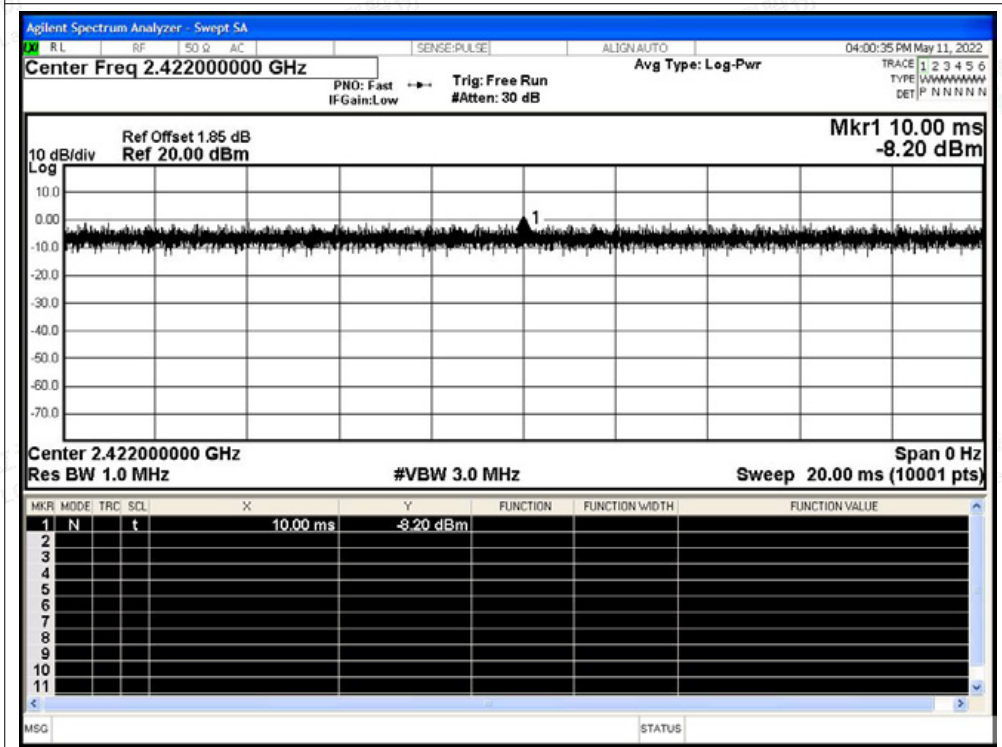 Agilent Spectrum Analyzer - Swept SA
LXI RL RF 50 Ω AC SENSE:PULSE ALIGN AUTO 04:00:35 PM May 11, 2022
Center Freq 2.422000000 GHz
Avg Type: Log-Pwr
TRACE 1 2 3 4 5 6
PNO: Fast
Trig: Free Run
TYPE
IFGain:Low
#Atten: 30 dB
DET P N N N N N
Mkr1 10.00 ms
Ref Offset 1.85 dB
-8.20 dBm
10 dB/div Ref 20.00 dBm
Log
10.0
0.00
1
-10.0
-20.0
-30.0
-40.0
-50.0
-60.0
-70.0
Center 2.422000000 GHz Span 0 Hz
Res BW 1.0 MHz #VBW 3.0 MHz Sweep 20.00 ms (10001 pts)
MKR MODE TRC SCL X Y FUNCTION FUNCTION WIDTH FUNCTION VALUE
1 N t 10.00 ms -8.20 dBm
2
3
4
5
6
7
8
9
10
11
MSG STATUS